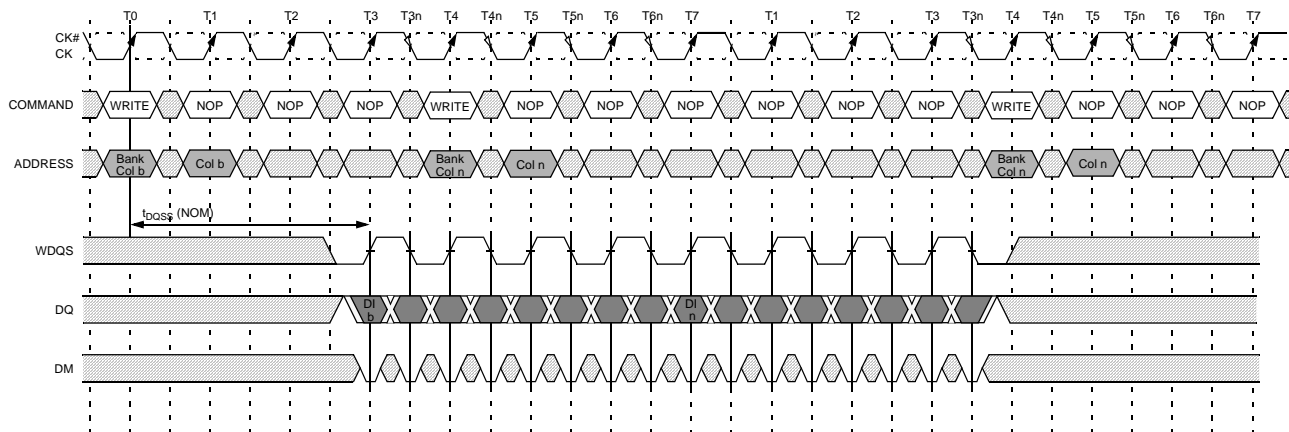 T0 T1 T2 T3 T3n T4 T4n T5 T5n T6 T6n T7 T1 T2 T3 T3n T4 T4n T5 T5n T6 T6n T7
CK#
CK
COMMAND WRITE NOP NOP NOP WRITE NOP NOP NOP NOP NOP NOP WRITE NOP NOP NOP
ADDRESS Bank Col b Col b Bank Col n Col n Bank Col n Col n
tDQSS (NOM)
WDQS
DQ DI b DI n
DM